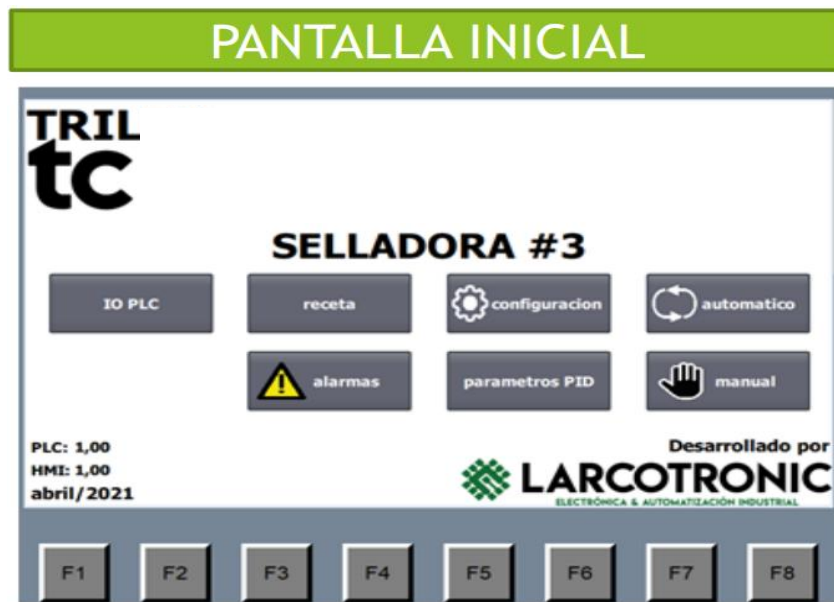 PANTALLA INICIAL
TRIL
tc
SELLADORA #3
IO PLC receta configuracion automatico
alarmas parametros PID manual
PLC: 1,00
HMI: 1,00
abril/2021
Desarrollado por
LARCOTRONIC
ELECTRÓNICA & AUTOMATIZACIÓN INDUSTRIAL
F1 F2 F3 F4 F5 F6 F7 F8